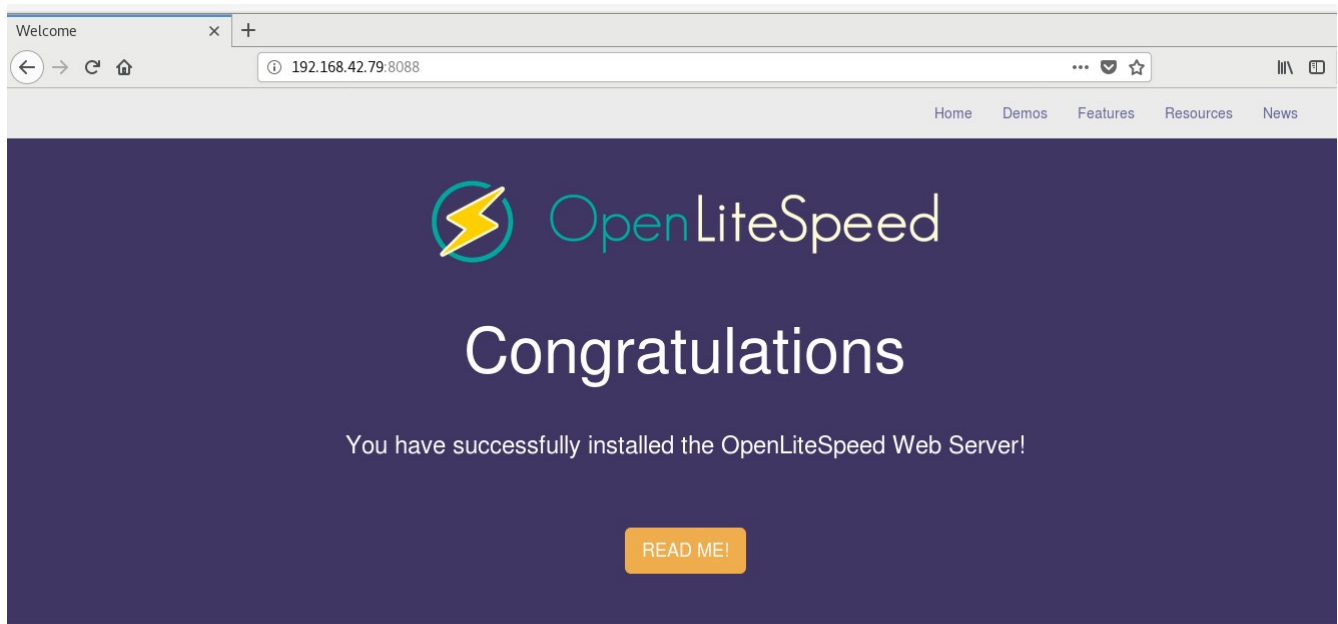 Welcome
192.168.42.79:8088
Home Demos Features Resources News
OpenLiteSpeed
Congratulations
You have successfully installed the OpenLiteSpeed Web Server!
READ ME!